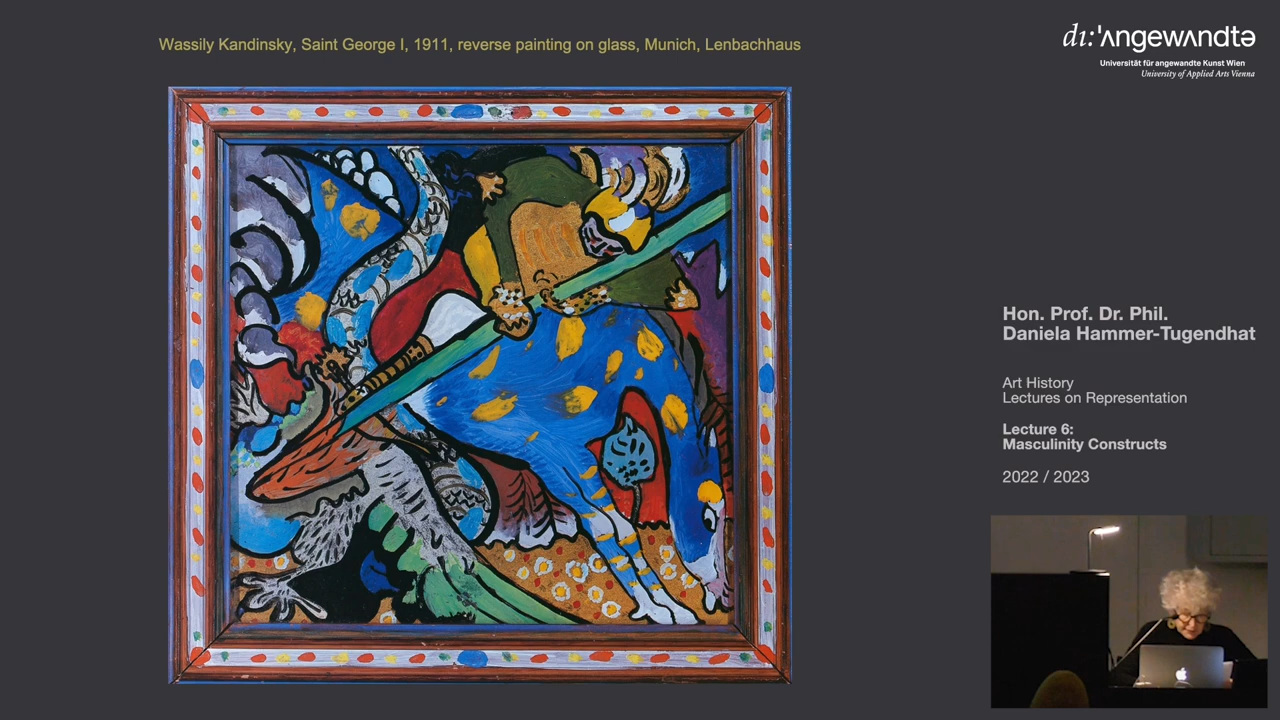 Wassily Kandinsky, Saint George I, 1911, reverse painting on glass, Munich, Lenbachhaus
dı:'ʌngewʌndtə
Universität für angewandte Kunst Wien
University of Applied Arts Vienna
Hon. Prof. Dr. Phil.
Daniela Hammer-Tugendhat
Art History
Lectures on Representation
Lecture 6:
Masculinity Constructs
2022 / 2023